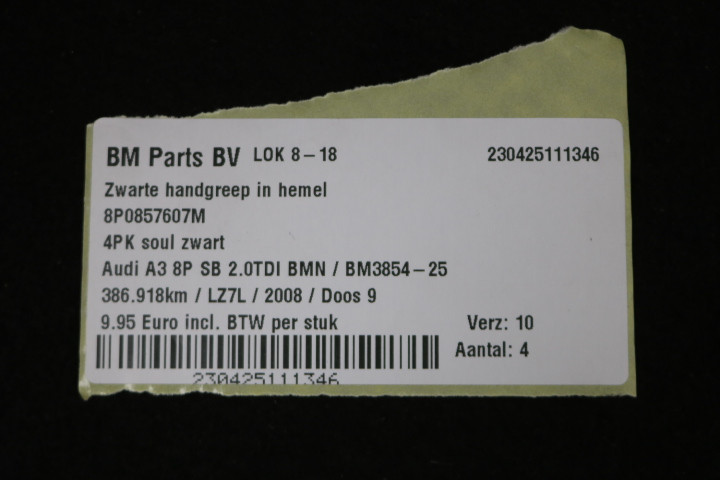 BM Parts BV LOK 8-18 230425111346
Zwarte handgreep in hemel
8P0857607M
4PK soul zwart
Audi A3 8P SB 2.0TDI BMN / BM3854-25
386.918km / LZ7L / 2008 / Doos 9
9.95 Euro incl. BTW per stuk Verz: 10
Aantal: 4
230425111346